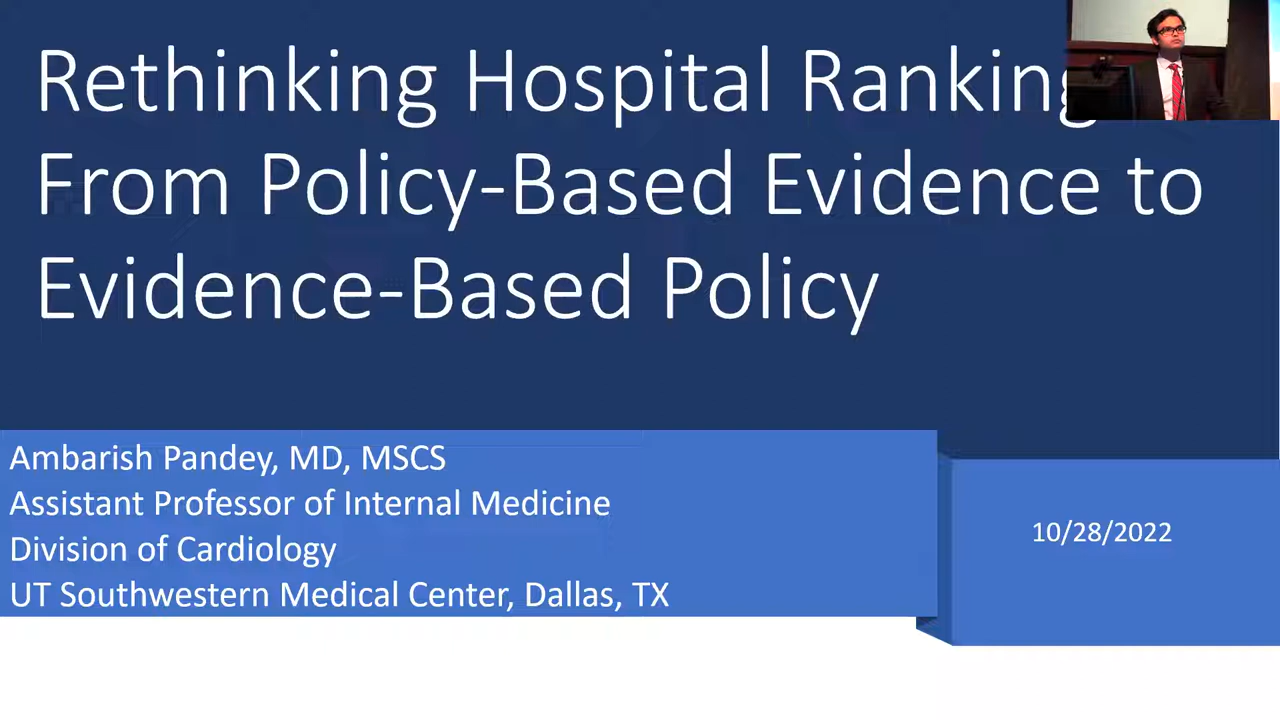 Rethinking Hospital Ranking
From Policy-Based Evidence to
Evidence-Based Policy
Ambarish Pandey, MD, MSCS
Assistant Professor of Internal Medicine
Division of Cardiology
UT Southwestern Medical Center, Dallas, TX
10/28/2022